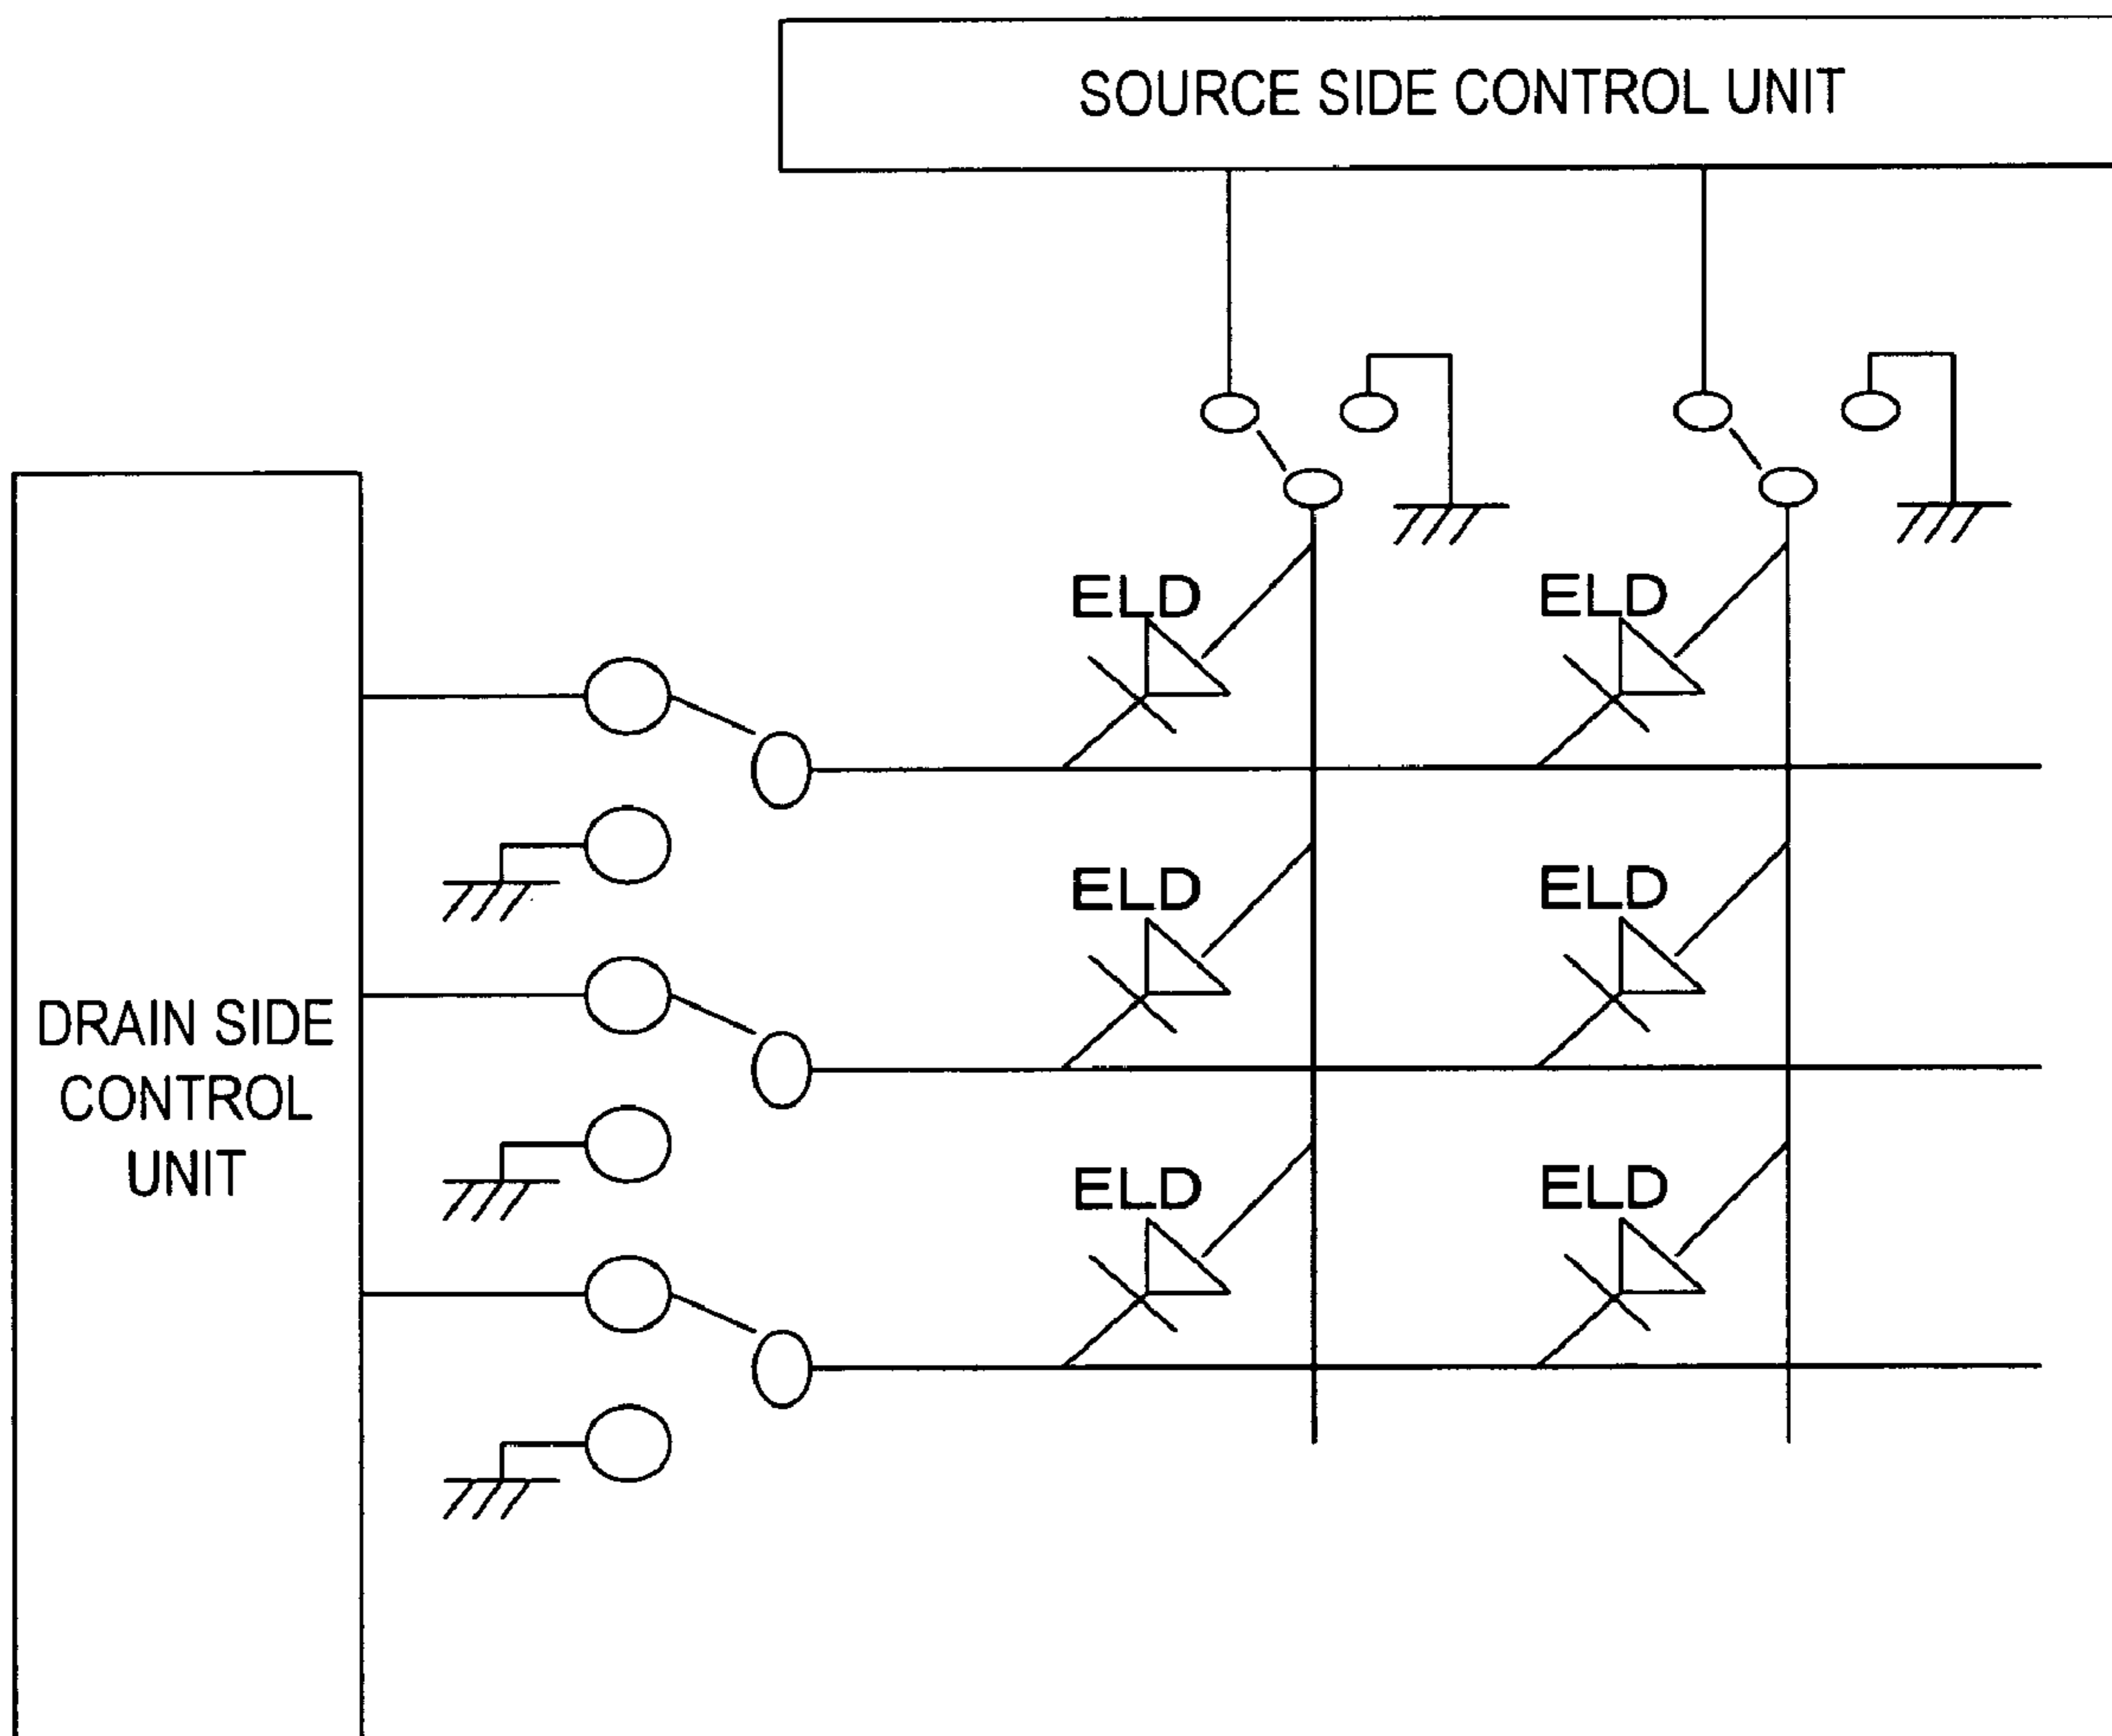 SOURCE SIDE CONTROL UNIT
ELD ELD
ELD ELD
DRAIN SIDE
CONTROL
UNIT
ELD ELD